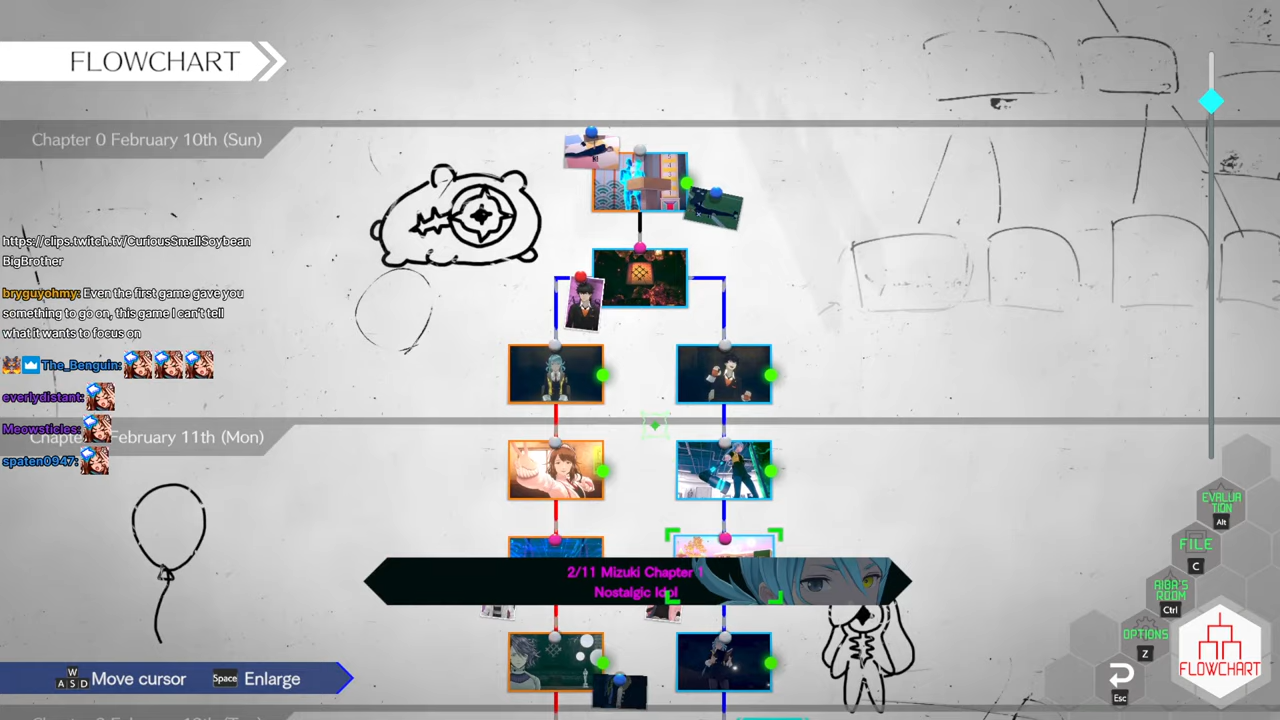 FLOWCHART
Chapter 0 February 10th (Sun)
https://clips.twitch.tv/CuriousSmallSoybean
BigBrother
bryguyohmy: Even the first game gave you
something to go on, this game I can't tell
what it wants to focus on
The_Benguin:
everlydistant:
Meowsticles:
Chapte February 11th (Mon)
spaten0947:
2/11 Mizuki Chapter 1
Nostalgic Idol
EVALUA
TION
Alt
FILE
C
AIBA'S
ROOM
Ctrl
OPTIONS
Z
FLOWCHART
Esc
W
A S D Move cursor
Space Enlarge